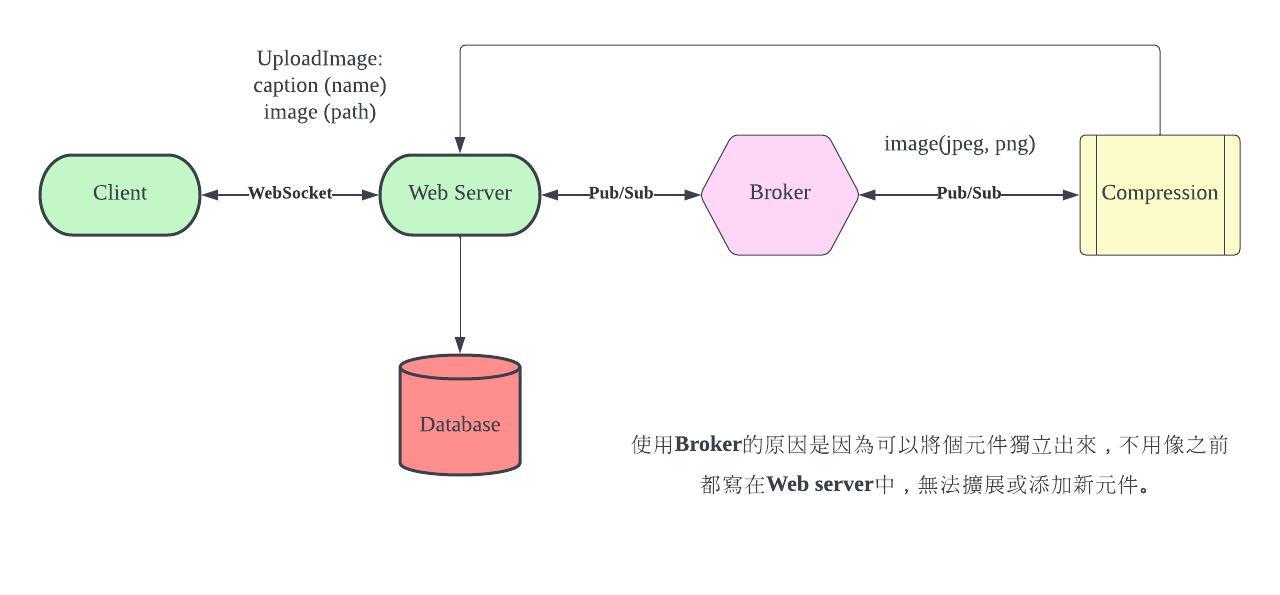 UploadImage:
caption (name)
image (path)
image(jpeg, png)
Client
WebSocket
Web Server
Pub/Sub
Broker
Pub/Sub
Compression
Database
使用Broker的原因是因為可以將個元件獨立出來，不用像之前
都寫在Web server中，無法擴展或添加新元件。